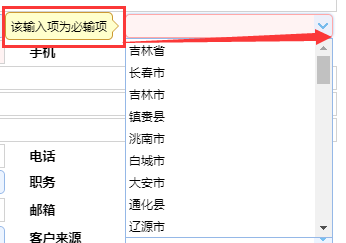 该输入项为必输项
手机
吉林省
长春市
吉林市
镇赉县
洮南市
白城市
大安市
通化县
辽源市
电话
职务
邮箱
客户来源